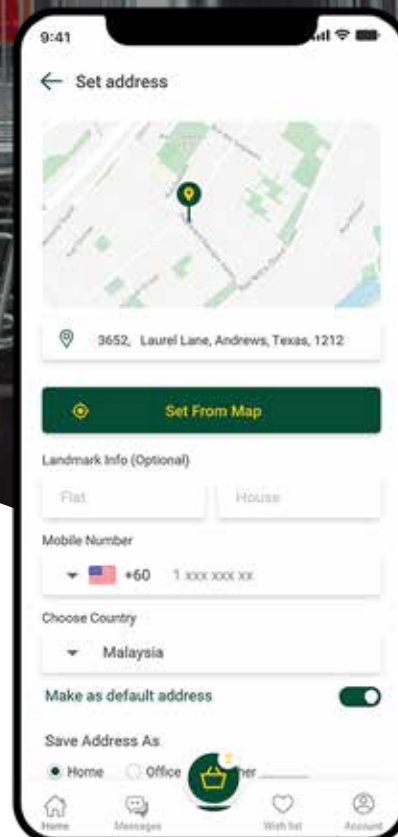 9:41
Set address
3652, Laurel Lane, Andrews, Texas, 1212
Set From Map
Landmark Info (Optional)
Flat House
Mobile Number
+60 1 xxx xxx xx
Choose Country
Malaysia
Make as default address
Save Address As
Home Office her
Home Messages Wish list Account